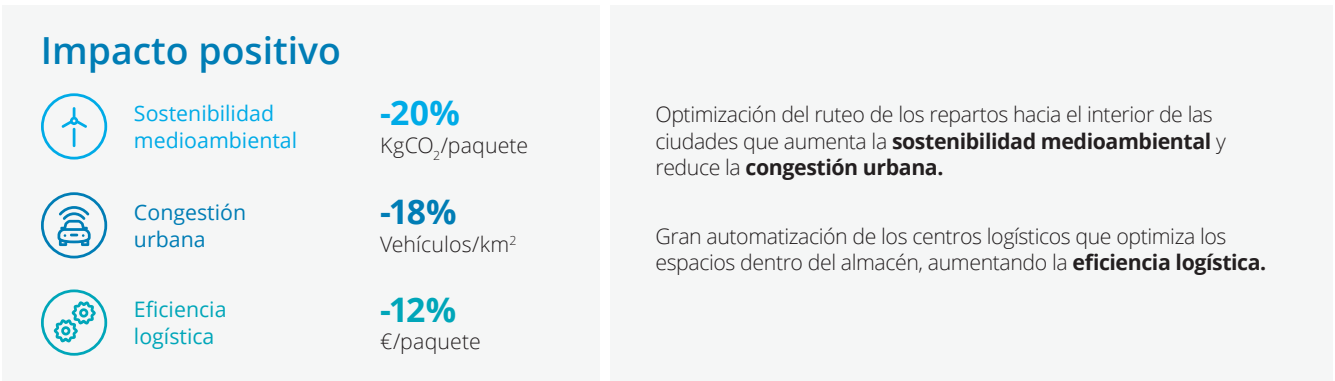 Impacto positivo
Sostenibilidad
medioambiental
-20%
KgCO₂/paquete
Congestión
urbana
-18%
Vehículos/km²
Eficiencia
logística
-12%
€/paquete
Optimización del ruteo de los repartos hacia el interior de las
ciudades que aumenta la sostenibilidad medioambiental y
reduce la congestión urbana.
Gran automatización de los centros logísticos que optimiza los
espacios dentro del almacén, aumentando la eficiencia logística.